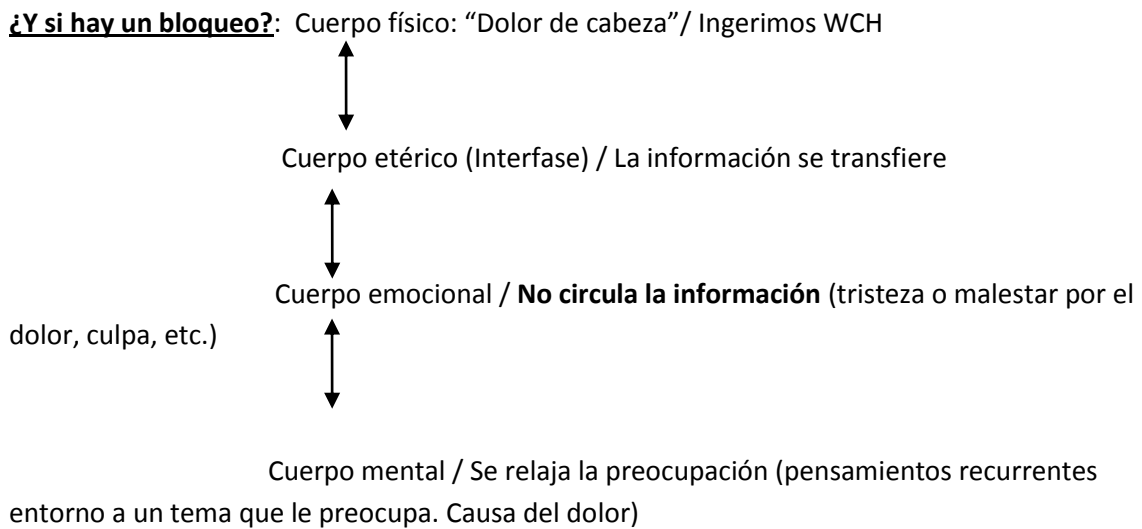 ¿Y si hay un bloqueo?: Cuerpo físico: “Dolor de cabeza”/ Ingerimos WCH
Cuerpo etérico (Interfase) / La información se transfiere
Cuerpo emocional / No circula la información (tristeza o malestar por el
dolor, culpa, etc.)
Cuerpo mental / Se relaja la preocupación (pensamientos recurrentes
entorno a un tema que le preocupa. Causa del dolor)